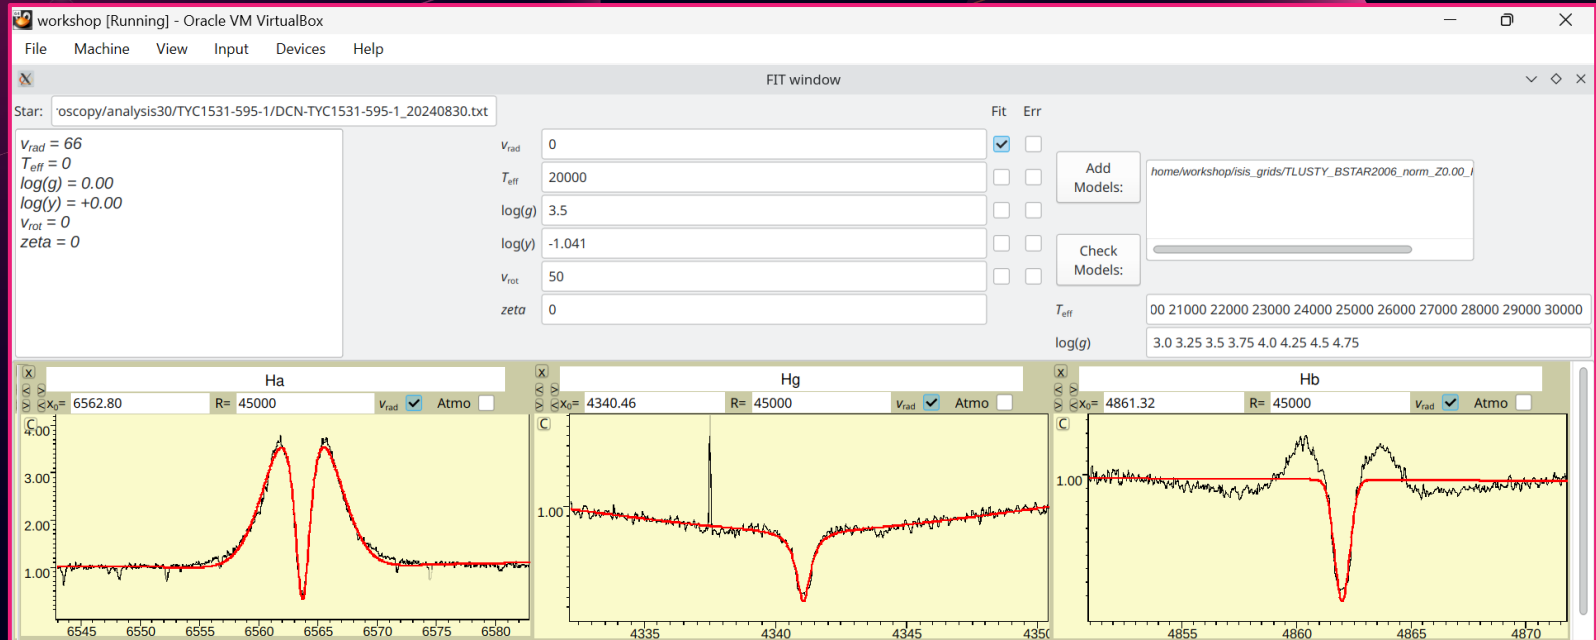 workshop [Running] - Oracle VM VirtualBox
File Machine View Input Devices Help
FIT window
Star: roscopy/analysis30/TYC1531-595-1/DCN-TYC1531-595-1_20240830.txt
Fit Err
vrad = 66
Teff = 0
log(g) = 0.00
log(y) = +0.00
vrot = 0
zeta = 0
vrad 0
Teff 20000
log(g) 3.5
log(y) -1.041
vrot 50
zeta 0
Add
Models:
home/workshop/isis_grids/TLUSTY_BSTAR2006_norm_Z0.00_
Check
Models:
Teff 00 21000 22000 23000 24000 25000 26000 27000 28000 29000 30000
log(g) 3.0 3.25 3.5 3.75 4.0 4.25 4.5 4.75
X Ha
< >
> < x0= 6562.80 R= 45000 vrad Atmo
C
4.00
3.00
2.00
1.00
6545 6550 6555 6560 6565 6570 6575 6580
X Hg
< >
> < x0= 4340.46 R= 45000 vrad Atmo
C
1.00
4335 4340 4345 4350
X Hb
< >
> < x0= 4861.32 R= 45000 vrad Atmo
C
1.00
4855 4860 4865 4870